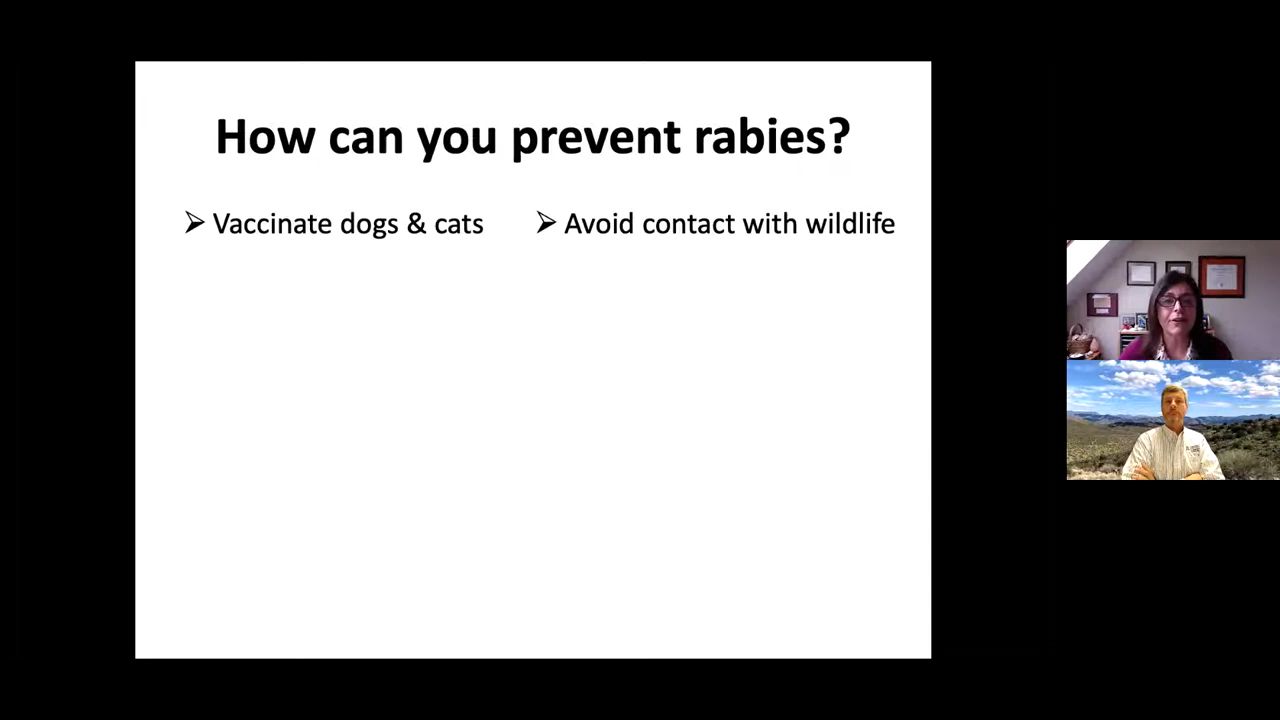 How can you prevent rabies?
➢ Vaccinate dogs & cats
➢ Avoid contact with wildlife